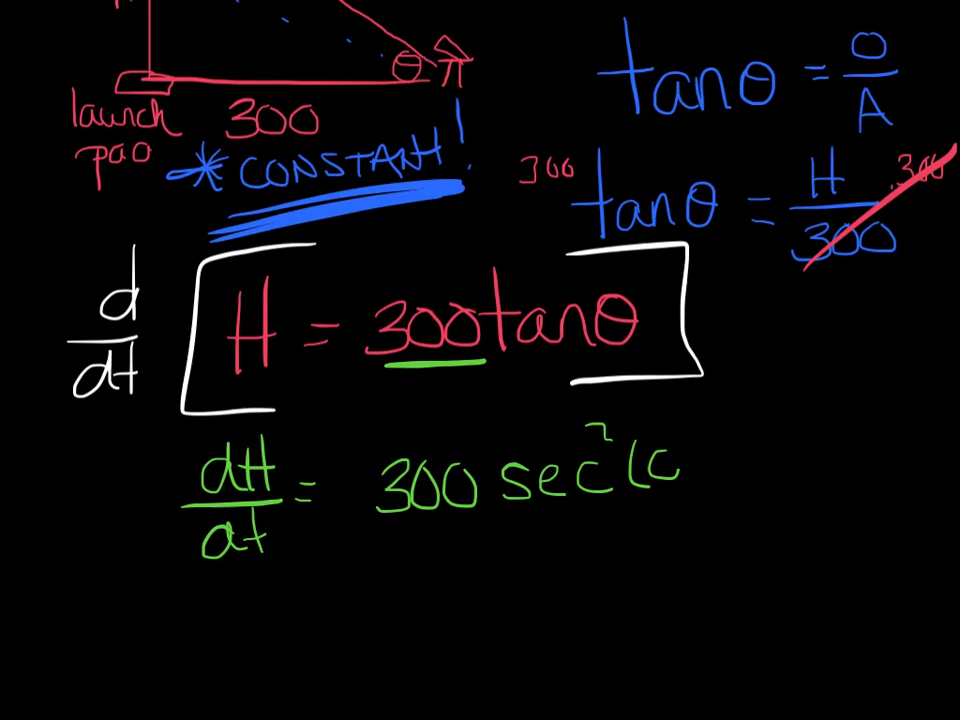 θ
launch 300
pad
* CONSTANT!
tanθ = O/A
300 tanθ = H/300 · 300
d/dt [H = 300tanθ]
dH/dt = 300 sec²(